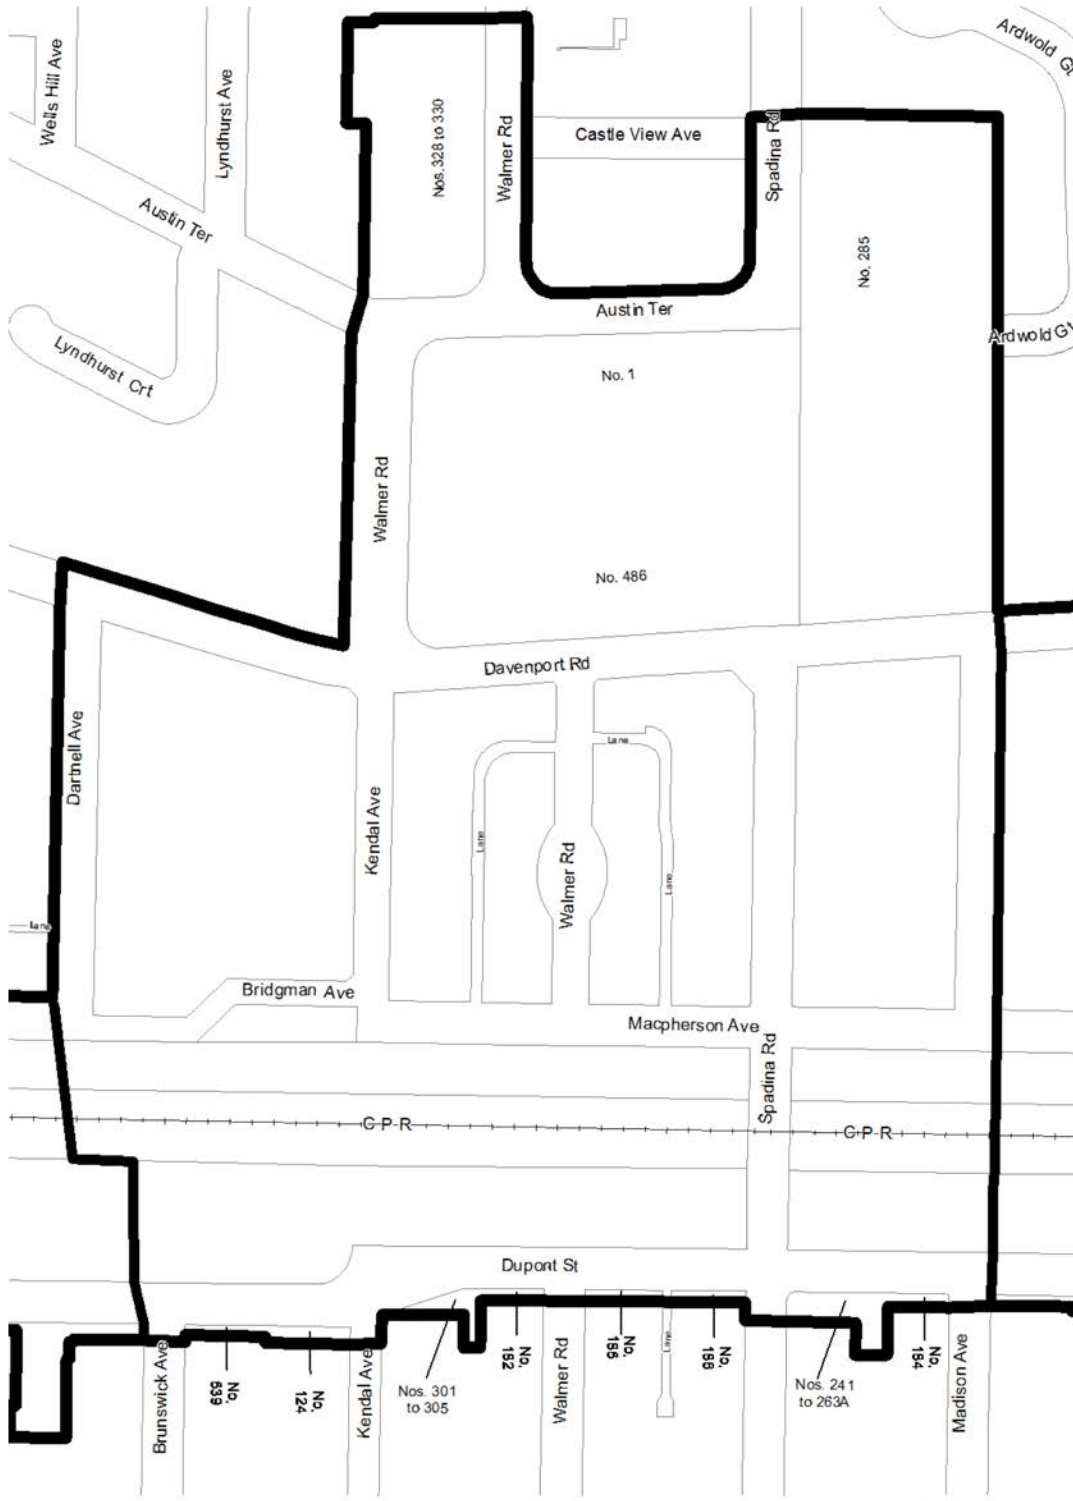 Ardwold Gt
Wells Hill Ave
Lyndhurst Ave
Nos. 328 to 330
Walmer Rd
Castle View Ave
Spadina Rd
Austin Ter
No. 285
Austin Ter
Ardwold Gt
Lyndhurst Crt
No. 1
Walmer Rd
No. 486
Davenport Rd
Dartnell Ave
Lane
Kendal Ave
Lane
Walmer Rd
Lane
Lane
Bridgman Ave
Macpherson Ave
Spadina Rd
C P R
C P R
Dupont St
Brunswick Ave
No.
539
No.
124
Kendal Ave
Nos. 301
to 305
No.
162
Walmer Rd
No.
Lane
No.
Nos. 241
to 263A
No.
Madison Ave